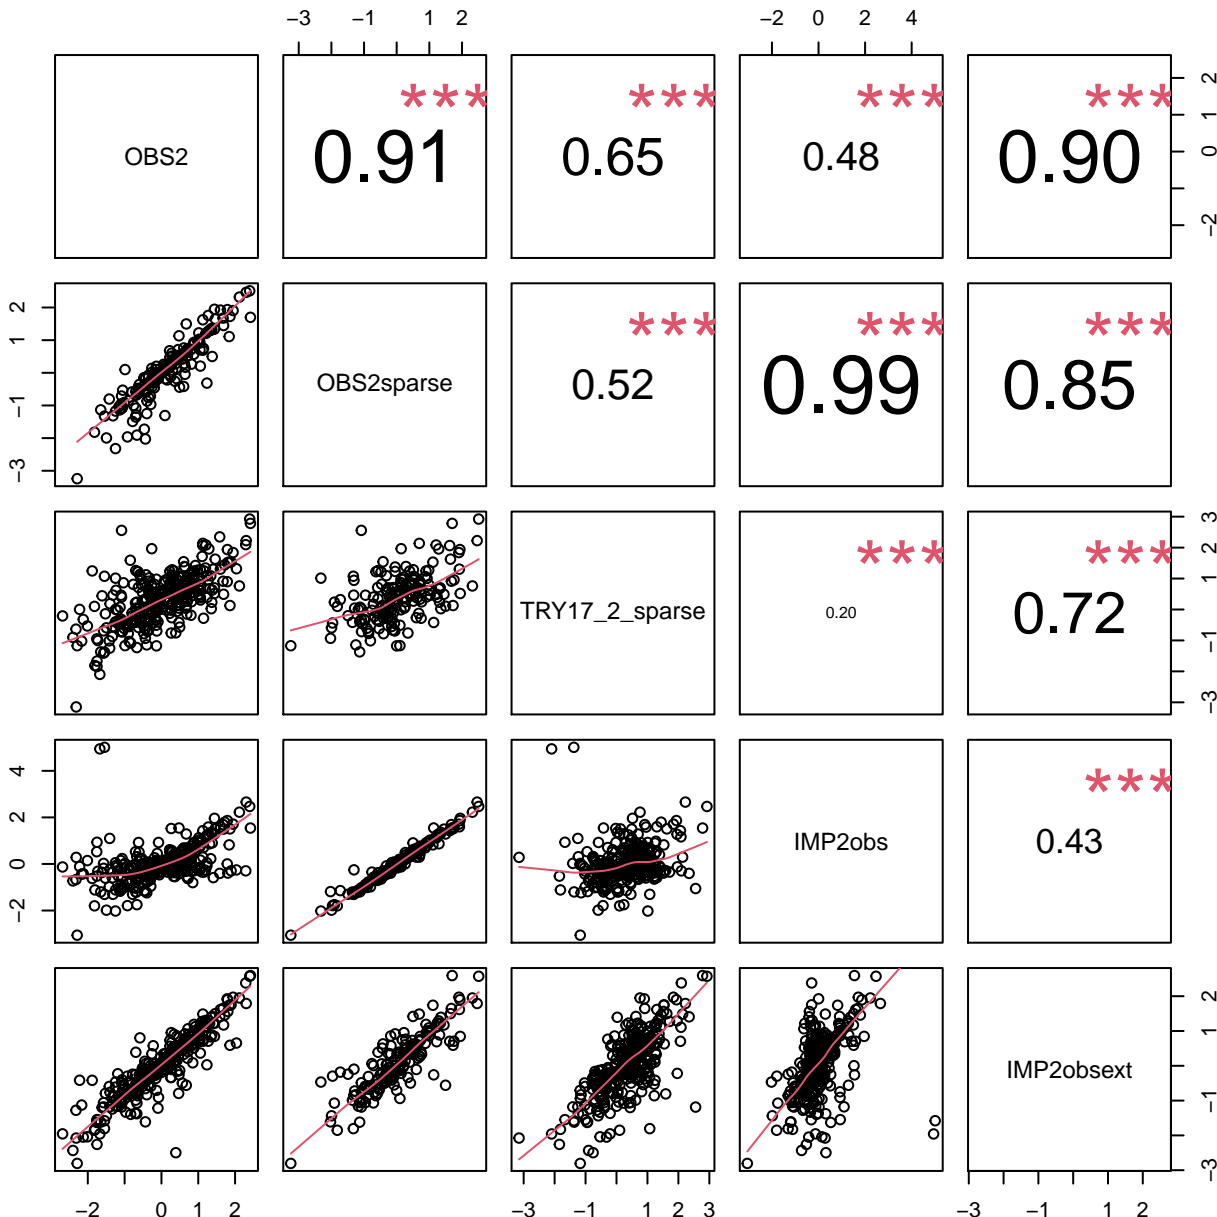 −3 −1 1 2 −2 0 2 4
OBS2 *** 0.91 *** 0.65 *** 0.48 *** 0.90 −2 0 1 2
−3 −1 1 2 OBS2sparse *** 0.52 *** 0.99 *** 0.85
TRY17_2_sparse *** 0.20 *** 0.72 −3 −1 1 2 3
−2 0 2 4 IMP2obs *** 0.43
IMP2obsext −3 −1 1 2
−2 0 1 2 −3 −1 1 2 3 −3 −1 1 2